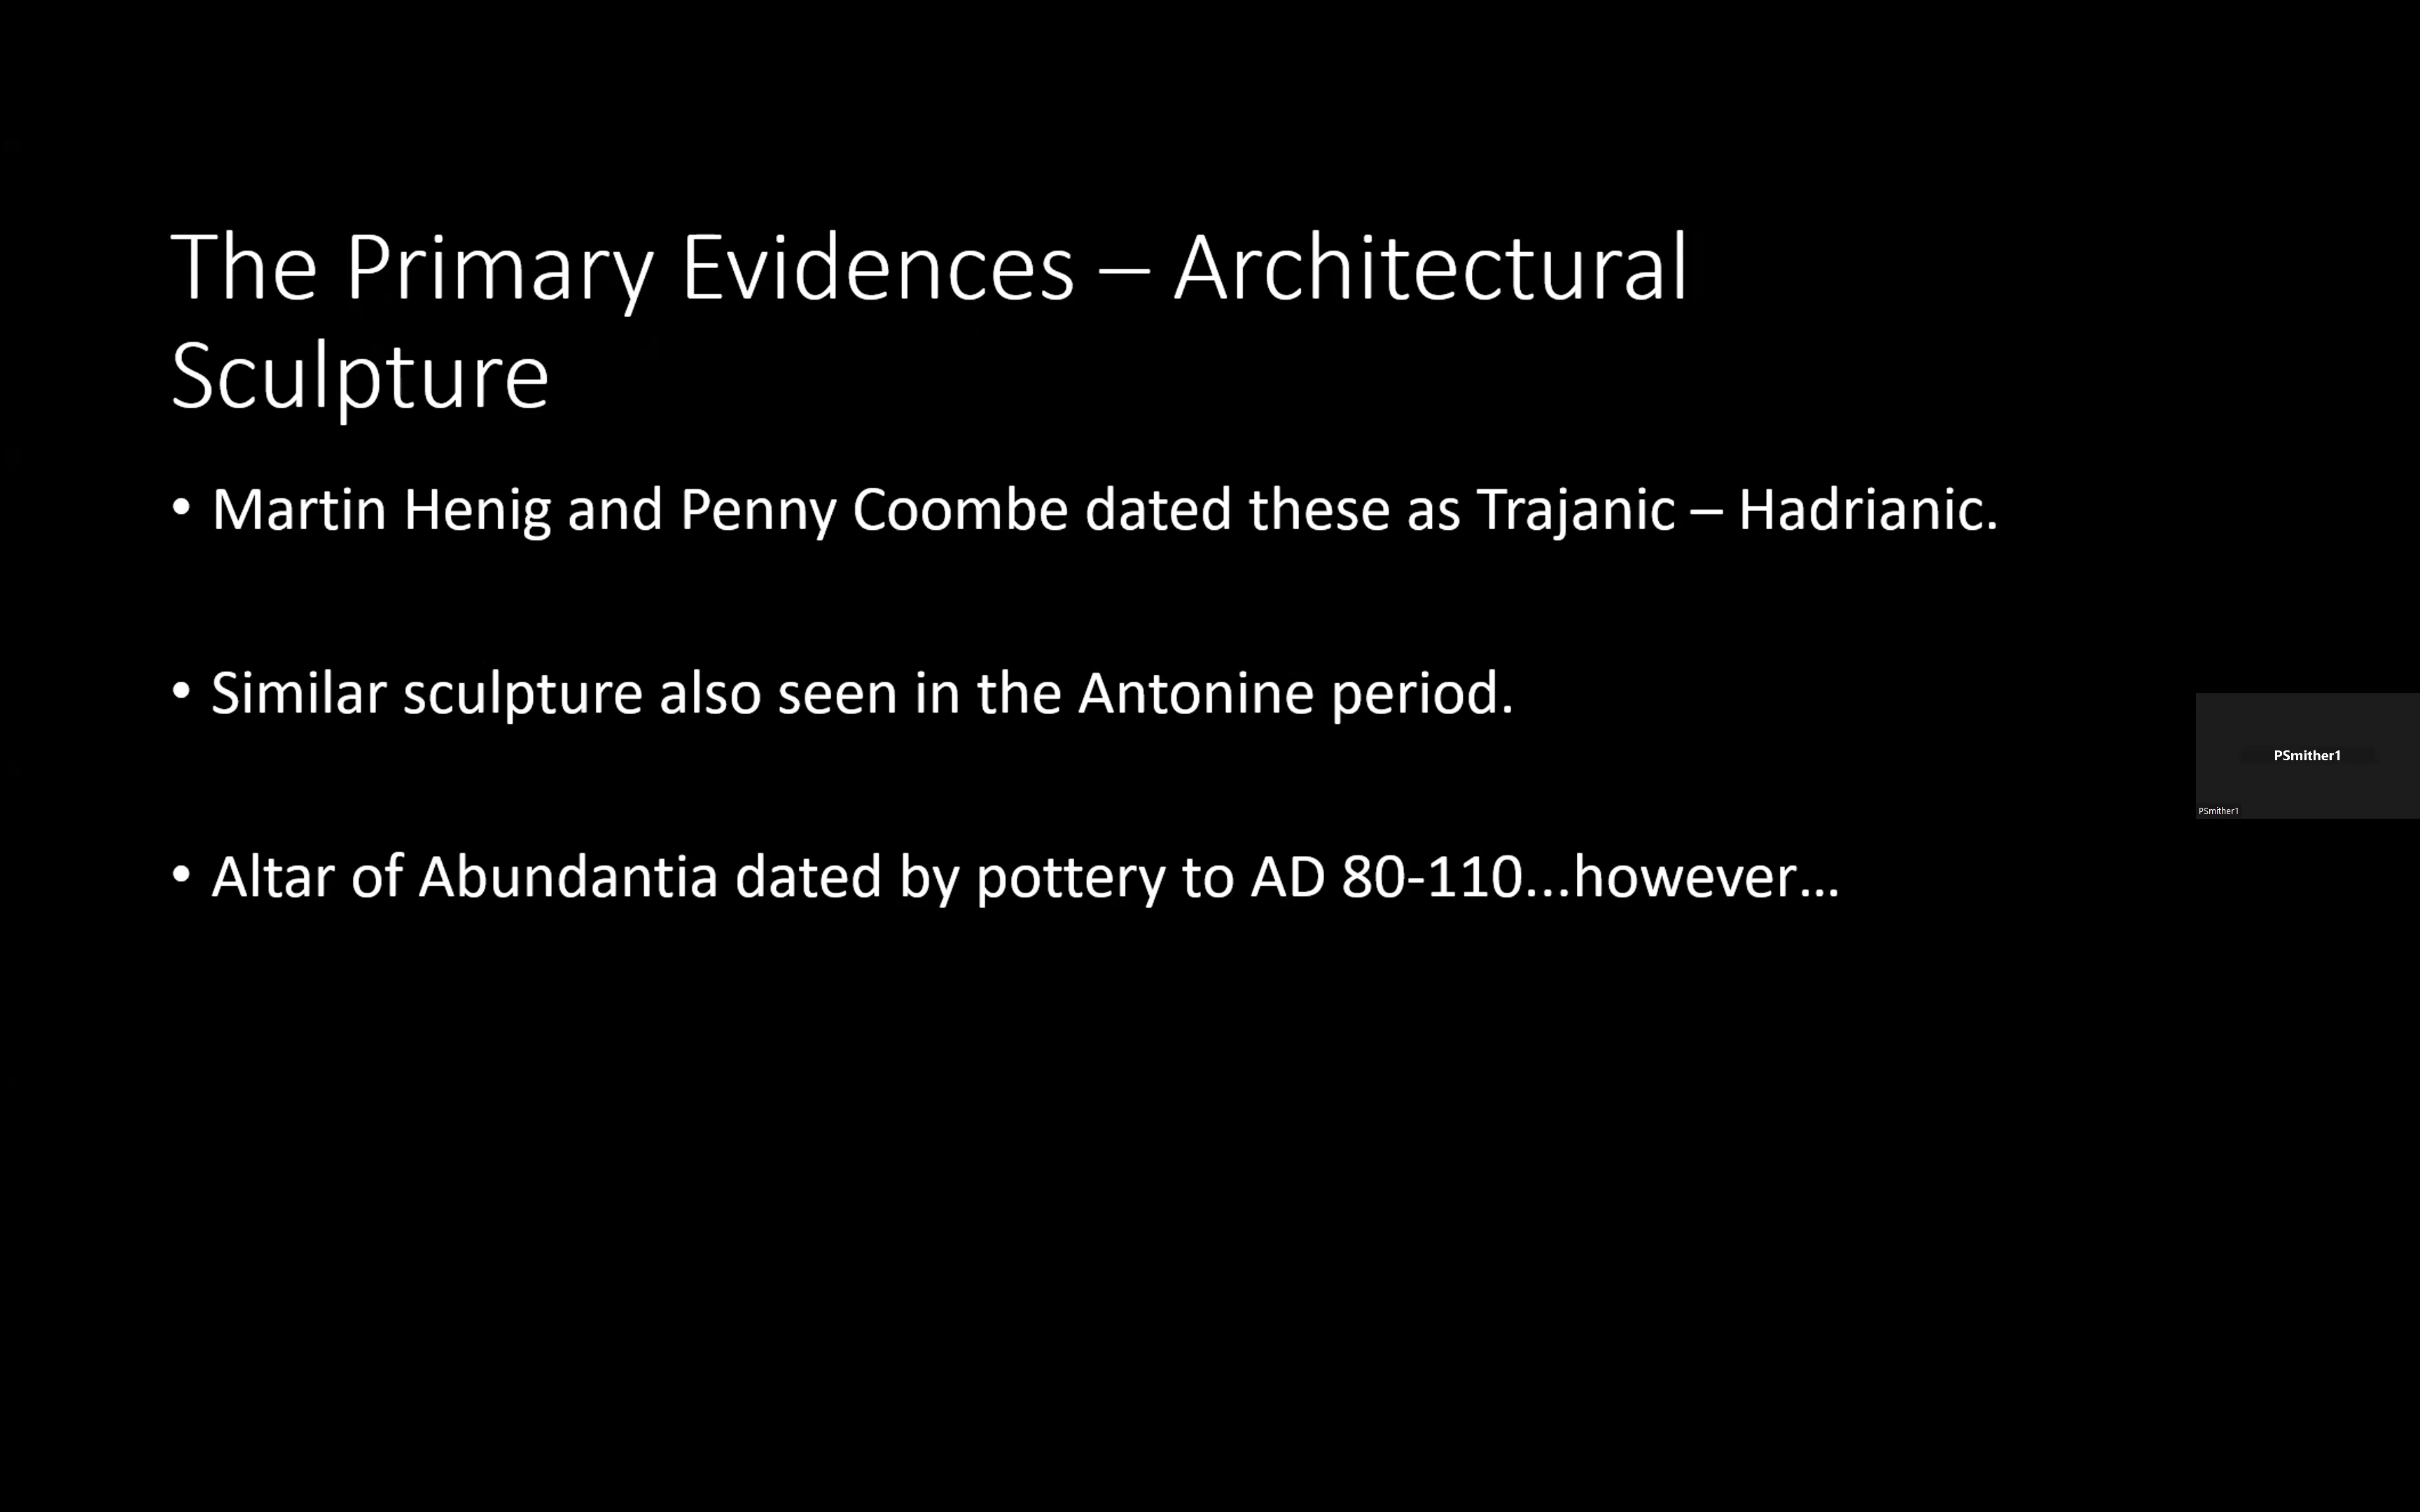 The Primary Evidences – Architectural
Sculpture
• Martin Henig and Penny Coombe dated these as Trajanic – Hadrianic.
• Similar sculpture also seen in the Antonine period.
• Altar of Abundantia dated by pottery to AD 80-110...however...
PSmither1
PSmither1